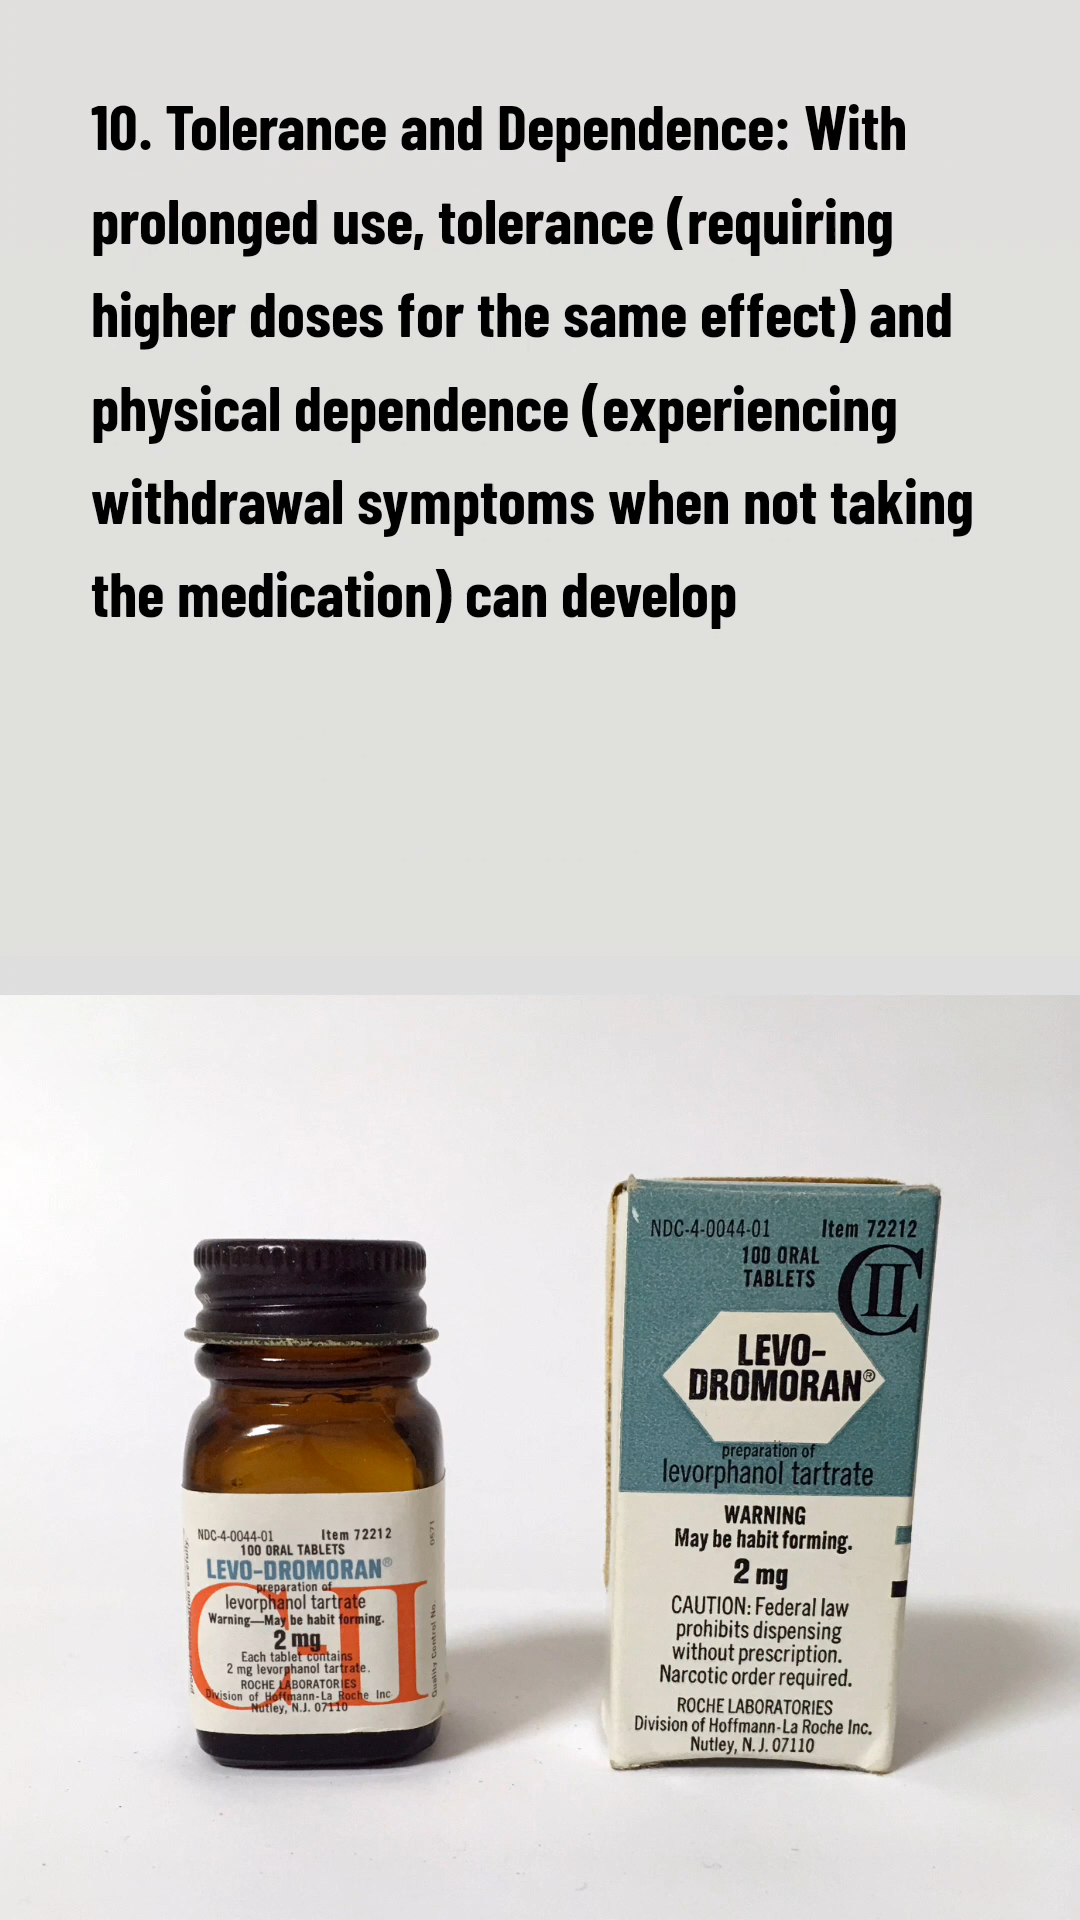 10. Tolerance and Dependence: With
prolonged use, tolerance (requiring
higher doses for the same effect) and
physical dependence (experiencing
withdrawal symptoms when not taking
the medication) can develop
NDC-4-0044-01 Item 72212
100 ORAL TABLETS
LEVO-DROMORAN®
preparation of
levorphanol tartrate
Warning—May be habit forming.
2 mg
Each tablet contains
2 mg levorphanol tartrate.
ROCHE LABORATORIES
Division of Hoffmann-La Roche Inc
Nutley, N.J. 07110
C-II
Quality Control No.
0671
NDC-4-0044-01 Item 72212
100 ORAL
TABLETS
CII
LEVO-
DROMORAN®
preparation of
levorphanol tartrate
WARNING
May be habit forming.
2 mg
CAUTION: Federal law
prohibits dispensing
without prescription.
Narcotic order required.
ROCHE LABORATORIES
Division of Hoffmann-La Roche Inc.
Nutley, N.J. 07110